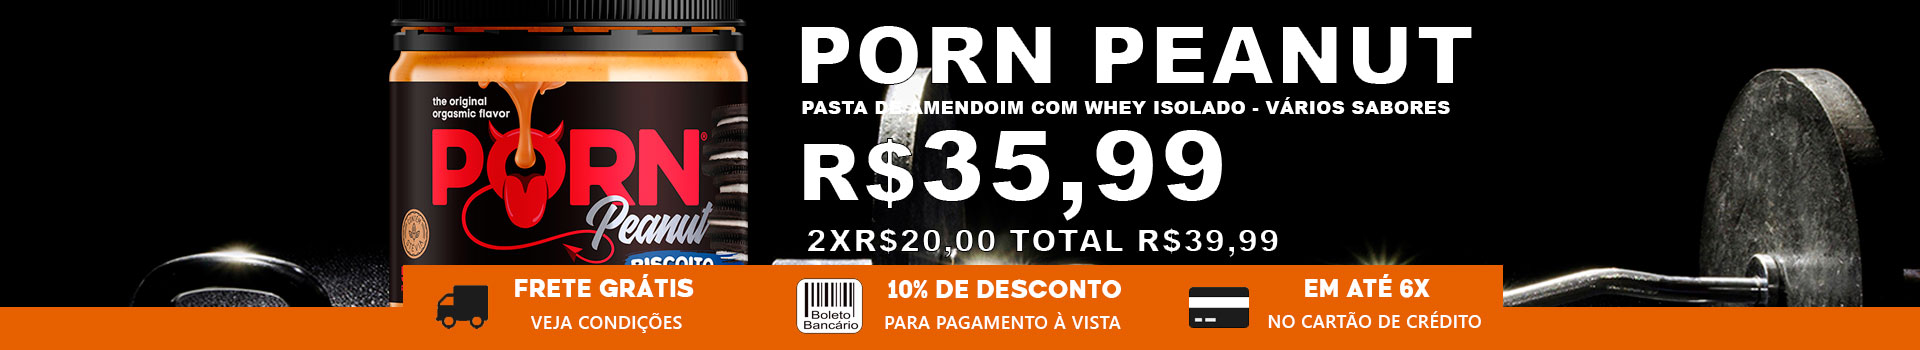 the original
orgasmic flavor
PORN®
Peanut
BISCOITO
PORN PEANUT
PASTA DE AMENDOIM COM WHEY ISOLADO - VÁRIOS SABORES
R$35,99
2XR$20,00 TOTAL R$39,99
FRETE GRÁTIS
VEJA CONDIÇÕES
Boleto
Bancário
10% DE DESCONTO
PARA PAGAMENTO À VISTA
EM ATÉ 6X
NO CARTÃO DE CRÉDITO